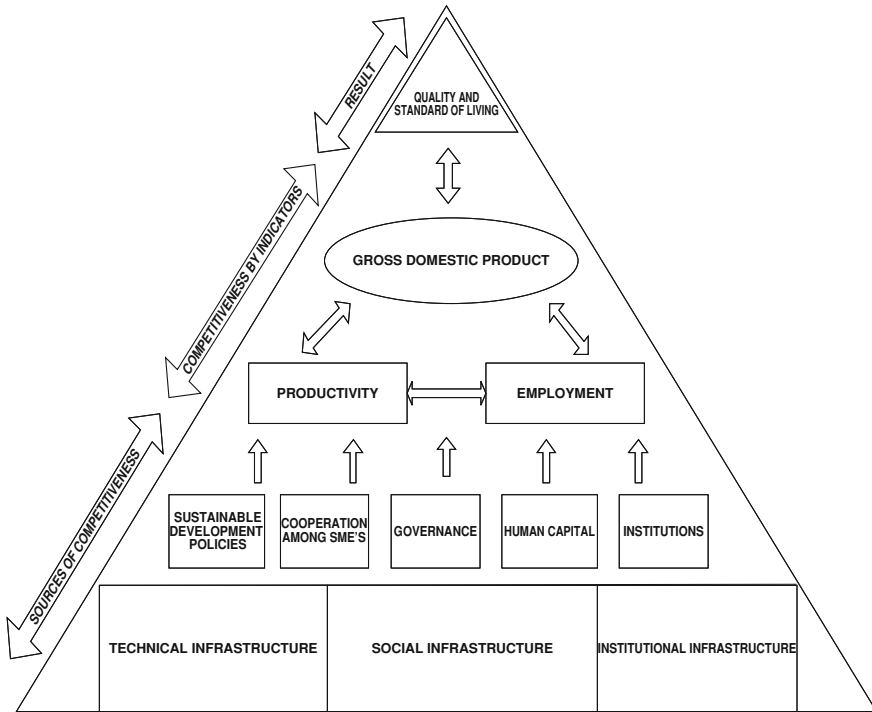 RESULT
QUALITY AND
STANDARD OF LIVING
COMPETITIVENESS BY INDICATORS
GROSS DOMESTIC PRODUCT
PRODUCTIVITY
EMPLOYMENT
SOURCES OF COMPETITIVENESS
SUSTAINABLE
DEVELOPMENT
POLICIES
COOPERATION
AMONG SME'S
GOVERNANCE
HUMAN CAPITAL
INSTITUTIONS
TECHNICAL INFRASTRUCTURE
SOCIAL INFRASTRUCTURE
INSTITUTIONAL INFRASTRUCTURE